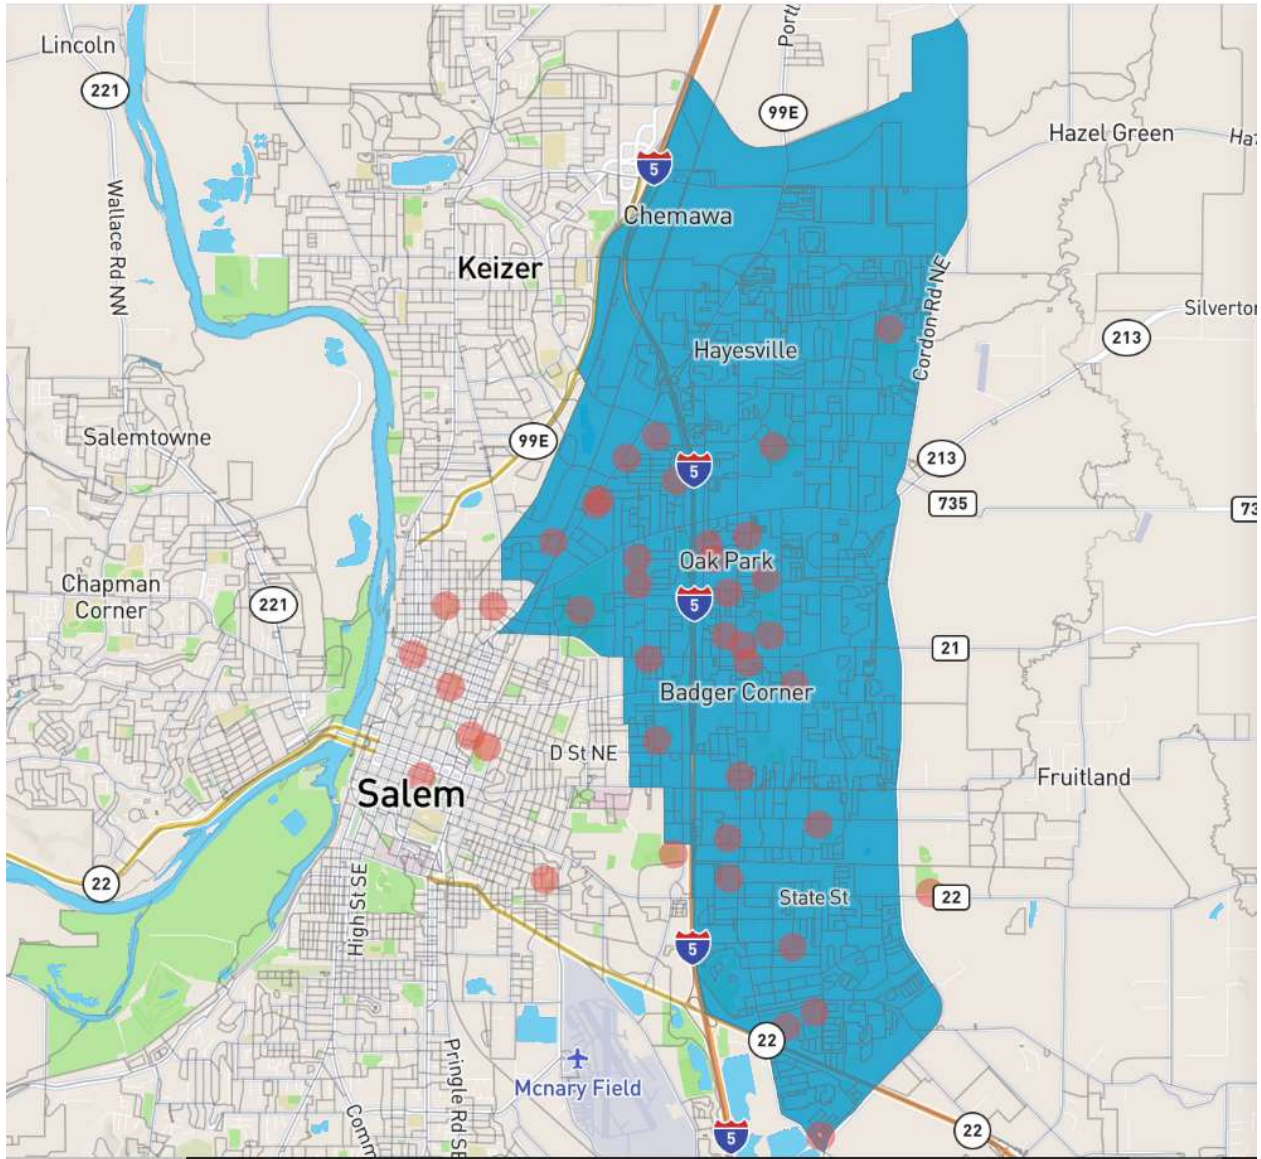 Lincoln
221
Wallace Rd NW
Portl
99E
Hazel Green
Haz
5
Chemawa
Keizer
Cordon Rd NE
Silverton
213
Hayesville
Salemtowne
99E
5
213
735
73
Oak Park
Chapman
Corner
221
5
21
Badger Corner
D St NE
Salem
Fruitland
22
High St SE
State St
22
5
22
Mcnary Field
Pringle Rd SE
Comm
5
22